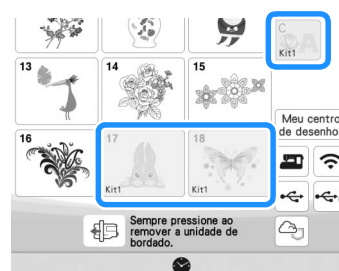 C
A
Kit1
13
14
15
Meu centro
de desenho
16
17
18
Kit1
Kit1
Sempre pressione ao
remover a unidade de
bordado.